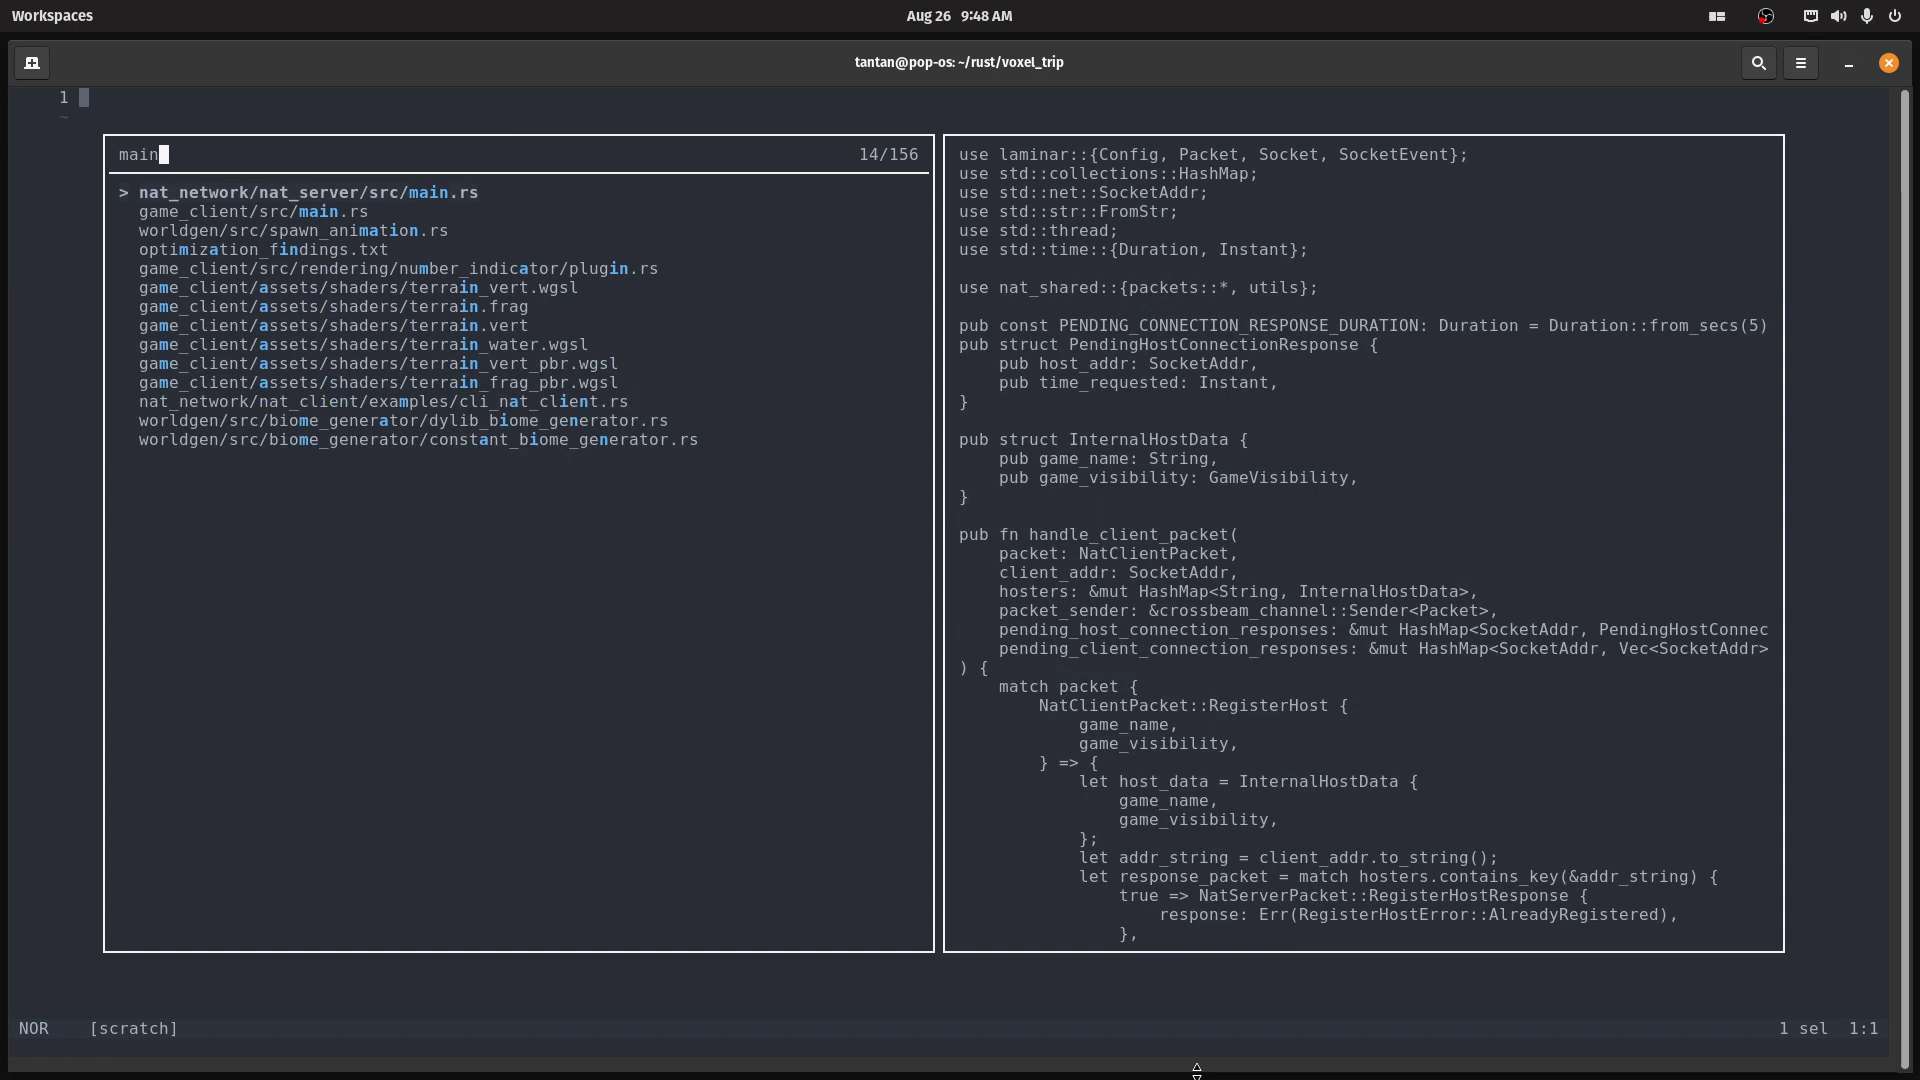 Workspaces
Aug 26 9:48 AM
tantan@pop-os: ~/rust/voxel_trip
1
~
main 14/156
> nat_network/nat_server/src/main.rs
game_client/src/main.rs
worldgen/src/spawn_animation.rs
optimization_findings.txt
game_client/src/rendering/number_indicator/plugin.rs
game_client/assets/shaders/terrain_vert.wgsl
game_client/assets/shaders/terrain.frag
game_client/assets/shaders/terrain.vert
game_client/assets/shaders/terrain_water.wgsl
game_client/assets/shaders/terrain_vert_pbr.wgsl
game_client/assets/shaders/terrain_frag_pbr.wgsl
nat_network/nat_client/examples/cli_nat_client.rs
worldgen/src/biome_generator/dylib_biome_generator.rs
worldgen/src/biome_generator/constant_biome_generator.rs
use laminar::{Config, Packet, Socket, SocketEvent};
use std::collections::HashMap;
use std::net::SocketAddr;
use std::str::FromStr;
use std::thread;
use std::time::{Duration, Instant};
use nat_shared::{packets::*, utils};
pub const PENDING_CONNECTION_RESPONSE_DURATION: Duration = Duration::from_secs(5)
pub struct PendingHostConnectionResponse {
    pub host_addr: SocketAddr,
    pub time_requested: Instant,
}
pub struct InternalHostData {
    pub game_name: String,
    pub game_visibility: GameVisibility,
}
pub fn handle_client_packet(
    packet: NatClientPacket,
    client_addr: SocketAddr,
    hosters: &mut HashMap<String, InternalHostData>,
    packet_sender: &crossbeam_channel::Sender<Packet>,
    pending_host_connection_responses: &mut HashMap<SocketAddr, PendingHostConnec
    pending_client_connection_responses: &mut HashMap<SocketAddr, Vec<SocketAddr>
) {
    match packet {
        NatClientPacket::RegisterHost {
            game_name,
            game_visibility,
        } => {
            let host_data = InternalHostData {
                game_name,
                game_visibility,
            };
            let addr_string = client_addr.to_string();
            let response_packet = match hosters.contains_key(&addr_string) {
                true => NatServerPacket::RegisterHostResponse {
                    response: Err(RegisterHostError::AlreadyRegistered),
                },
NOR [scratch] 1 sel 1:1